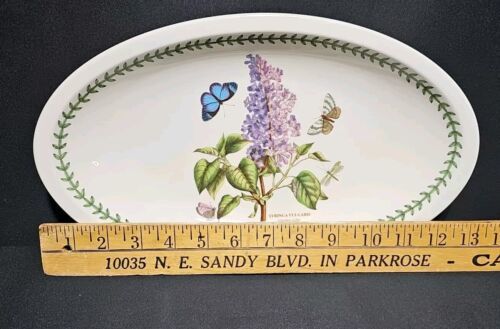 SYRINGA VULGARIS
1 2 3 4 5 6 7 8 9 10 11 12 13
10035 N. E. SANDY BLVD. IN PARKROSE - CA